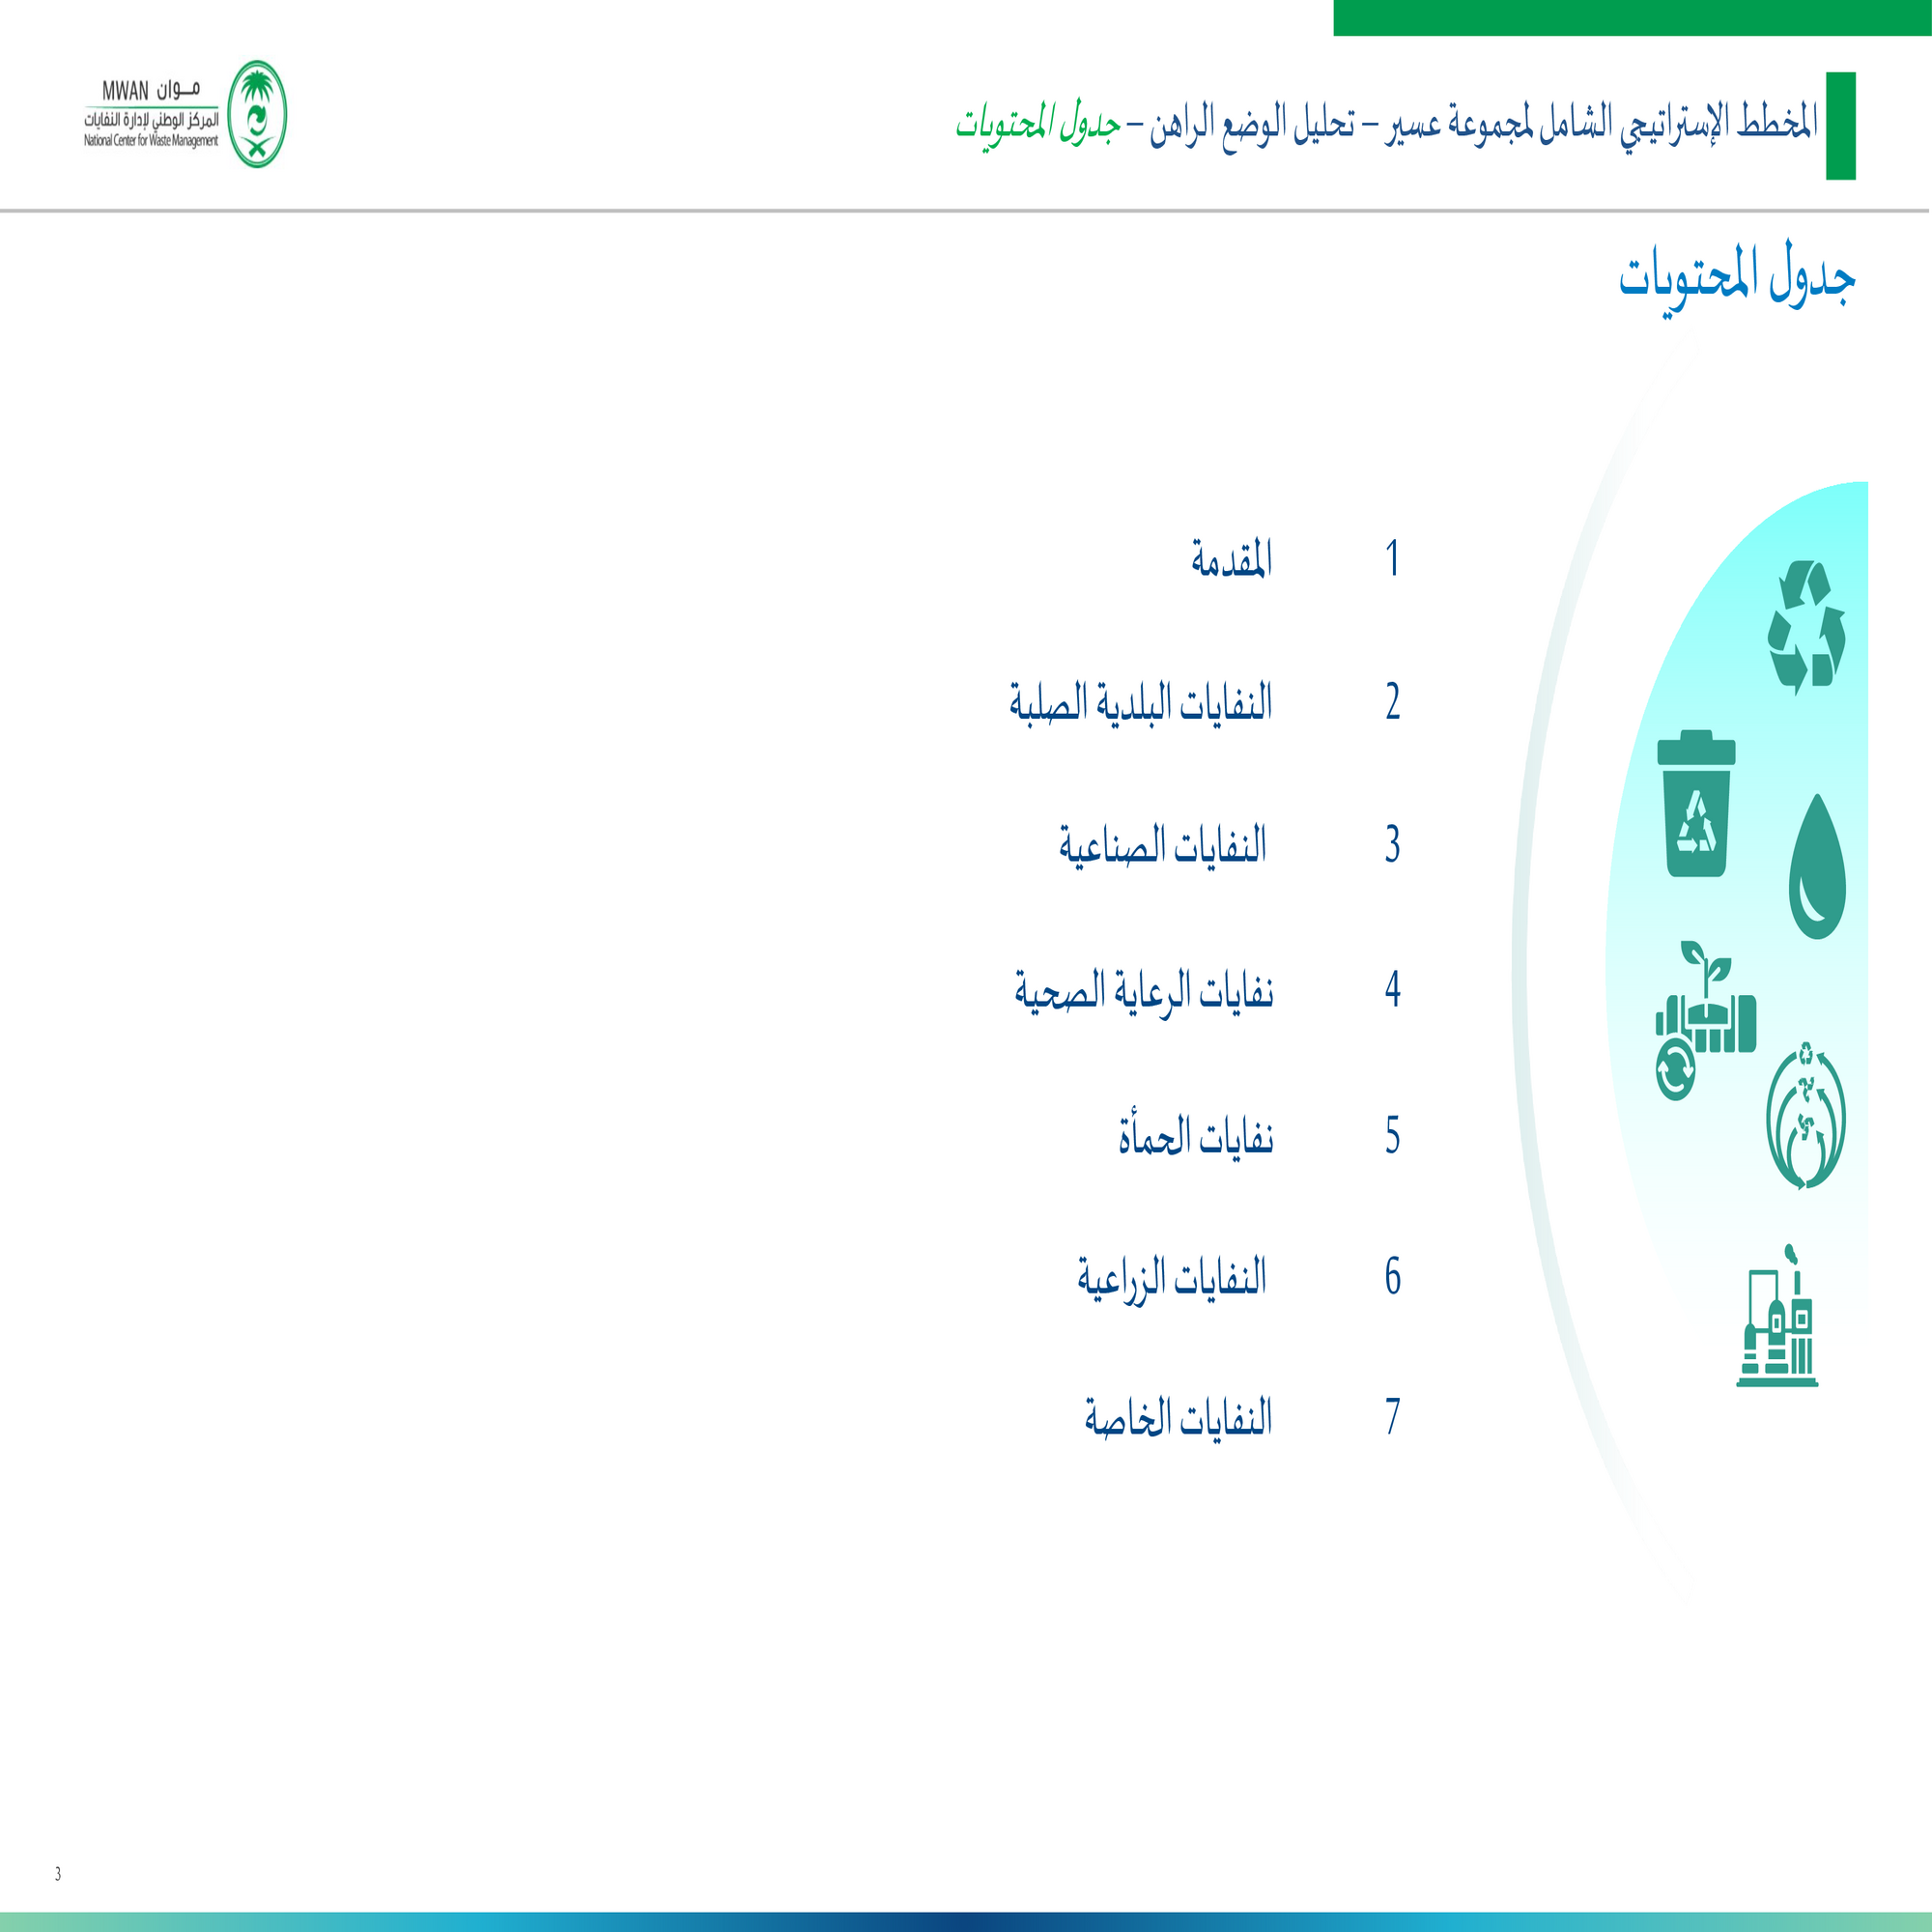 المخطط الإستراتيجي الشامل لمجموعة عسير – تحليل الوضع الراهن – جدول المحتويات
موان MWAN
المركز الوطني لإدارة النفايات
National Center for Waste Management
جدول المحتويات
1 المقدمة
2 النفايات البلدية الصلبة
3 النفايات الصناعية
4 نفايات الرعاية الصحية
5 نفايات الحمأة
6 النفايات الزراعية
7 النفايات الخاصة
3